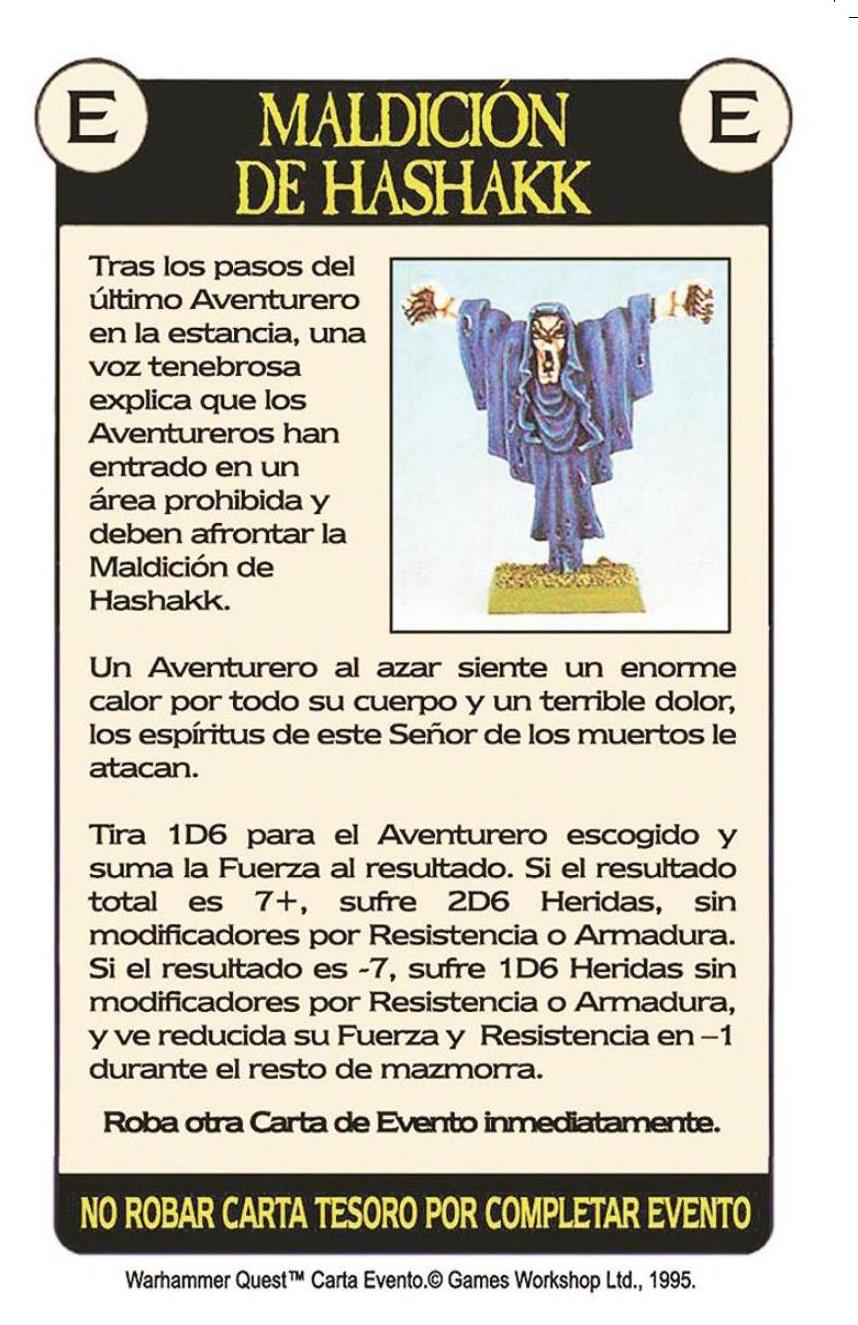 E
E
MALDICIÓN
DE HASHAKK
Tras los pasos del
último Aventurero
en la estancia, una
voz tenebrosa
explica que los
Aventureros han
entrado en un
área prohibida y
deben afrontar la
Maldición de
Hashakk.
Un Aventurero al azar siente un enorme
calor por todo su cuerpo y un terrible dolor,
los espíritus de este Señor de los muertos le
atacan.
Tira 1D6 para el Aventurero escogido y
suma la Fuerza al resultado. Si el resultado
total es 7+, sufre 2D6 Heridas, sin
modificadores por Resistencia o Armadura.
Si el resultado es -7, sufre 1D6 Heridas sin
modificadores por Resistencia o Armadura,
y ve reducida su Fuerza y Resistencia en –1
durante el resto de mazmorra.
Roba otra Carta de Evento inmediatamente.
NO ROBAR CARTA TESORO POR COMPLETAR EVENTO
Warhammer Quest™ Carta Evento.© Games Workshop Ltd., 1995.